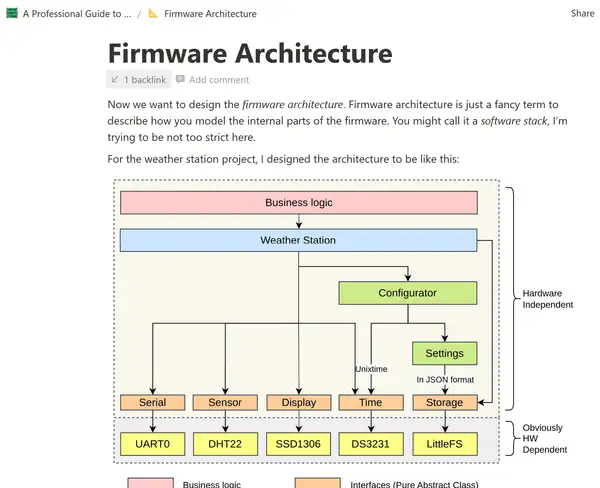 A Professional Guide to ... / Firmware Architecture
Share
Firmware Architecture
1 backlink Add comment
Now we want to design the firmware architecture. Firmware architecture is just a fancy term to
describe how you model the internal parts of the firmware. You might call it a software stack, I'm
trying to be not too strict here.
For the weather station project, I designed the architecture to be like this:
Business logic
Weather Station
Configurator
Hardware
Independent
Settings
Unixtime
In JSON format
Serial Sensor Display Time Storage
UART0 DHT22 SSD1306 DS3231 LittleFS
Obviously
HW
Dependent
Business logic Interfaces (Pure Abstract Class)